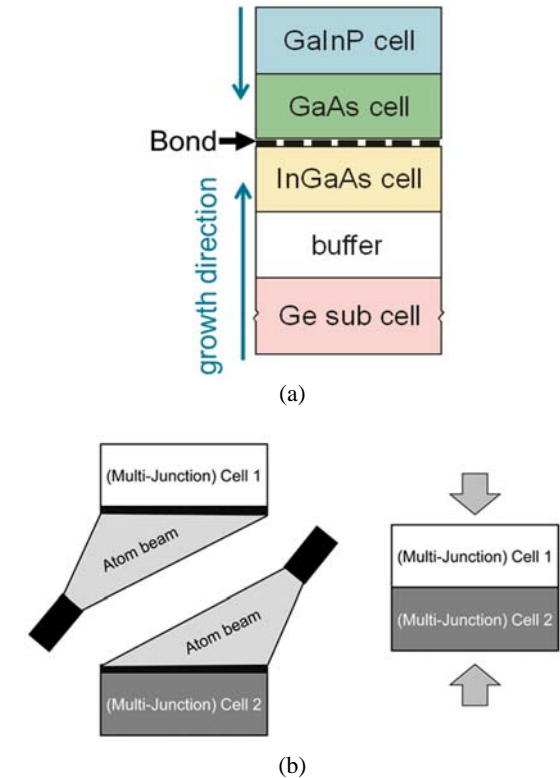 GaInP cell
GaAs cell
Bond
InGaAs cell
buffer
Ge sub cell
growth direction
(a)
(Multi-Junction) Cell 1
Atom beam
Atom beam
(Multi-Junction) Cell 2
(Multi-Junction) Cell 1
(Multi-Junction) Cell 2
(b)